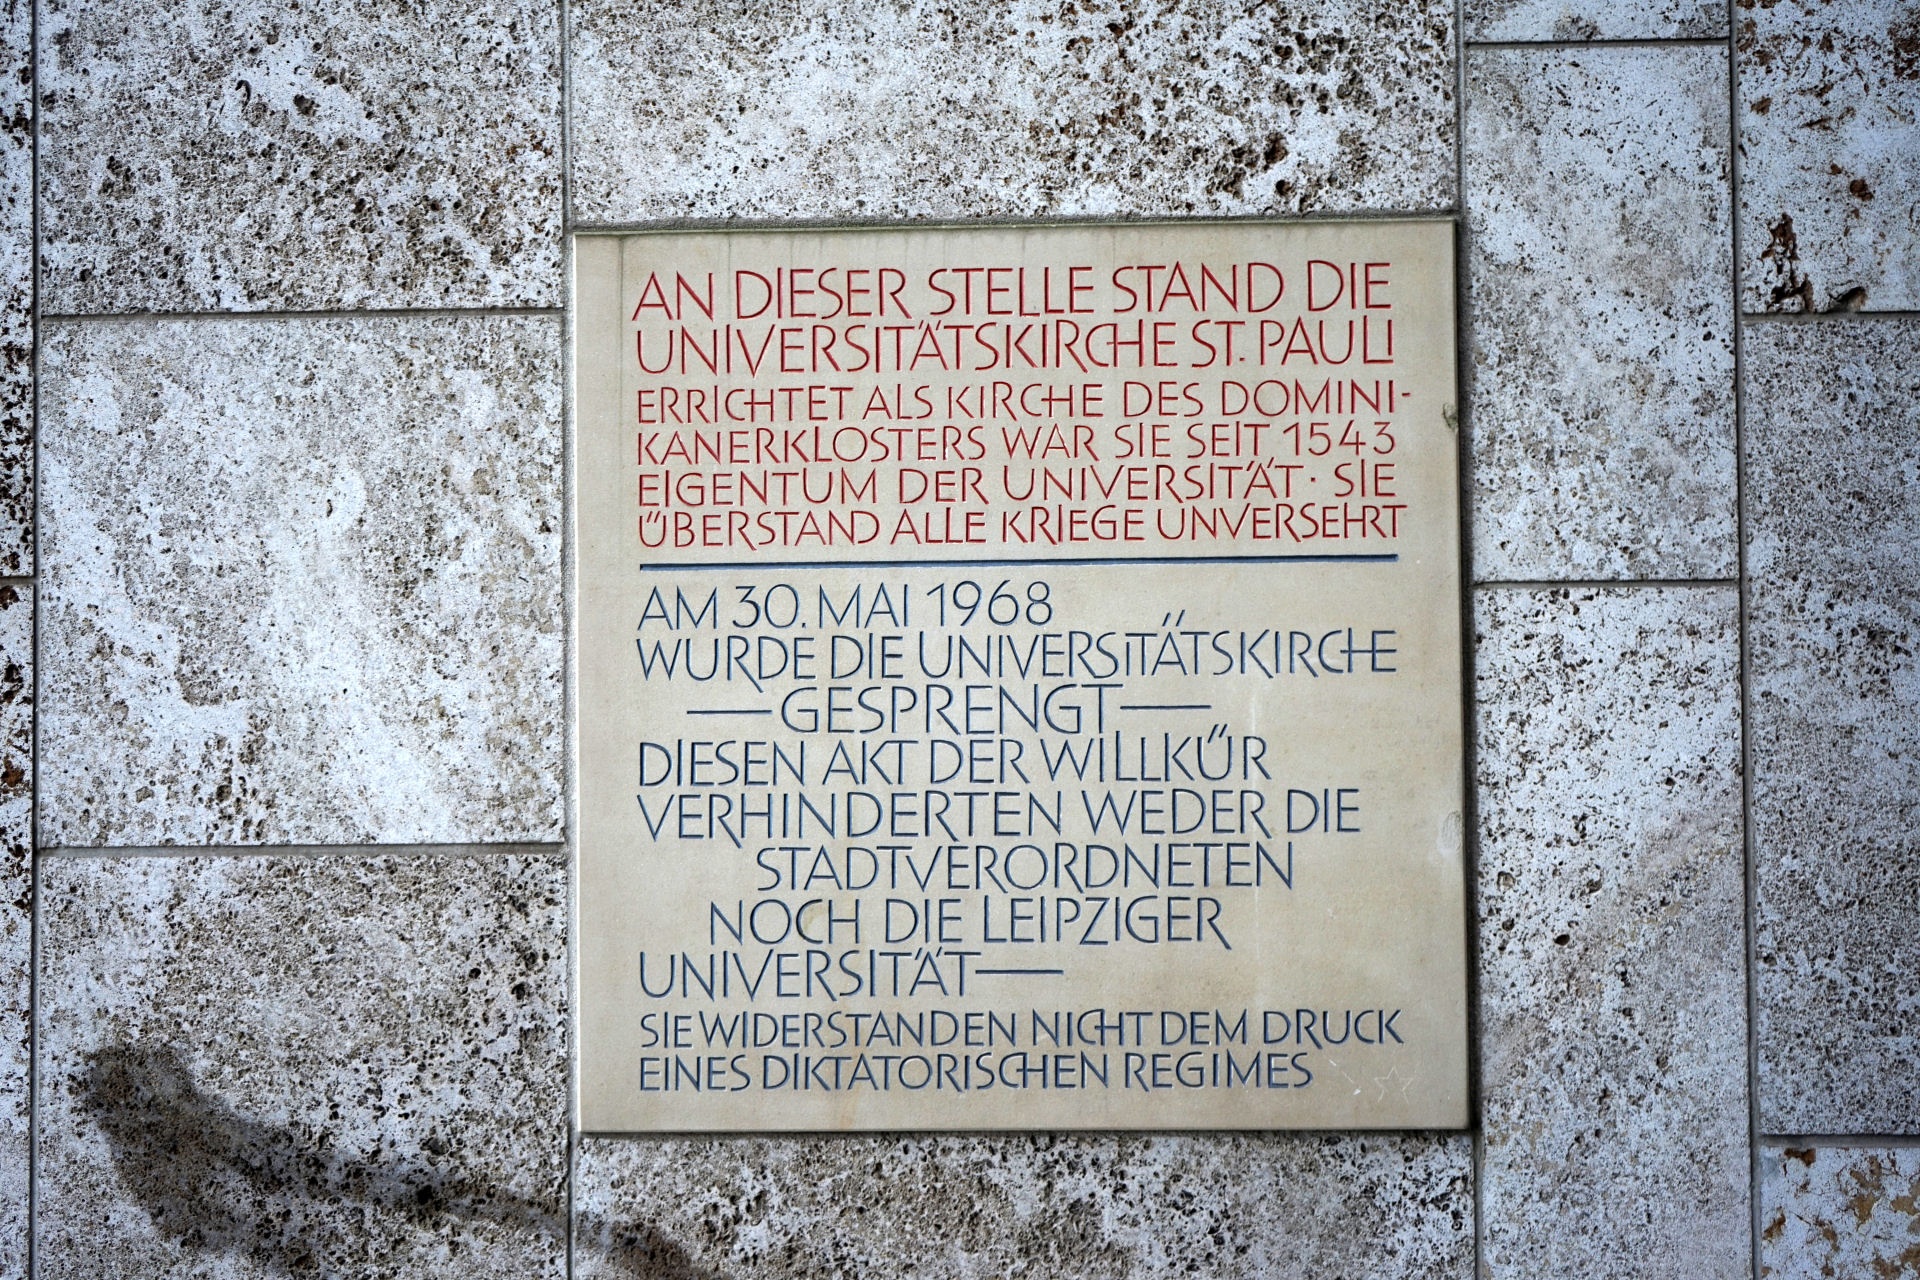 AN DIESER STELLE STAND DIE
UNIVERSITÄTSKIRCHE ST. PAULI
ERRICHTET ALS KIRCHE DES DOMINI-
KANERKLOSTERS WAR SIE SEIT 1543
EIGENTUM DER UNIVERSITÄT · SIE
ÜBERSTAND ALLE KRIEGE UNVERSEHRT
AM 30. MAI 1968
WURDE DIE UNIVERSITÄTSKIRCHE
— GESPRENGT —
DIESEN AKT DER WILLKÜR
VERHINDERTEN WEDER DIE
STADTVERORDNETEN
NOCH DIE LEIPZIGER
UNIVERSITÄT —
SIE WIDERSTANDEN NICHT DEM DRUCK
EINES DIKTATORISCHEN REGIMES